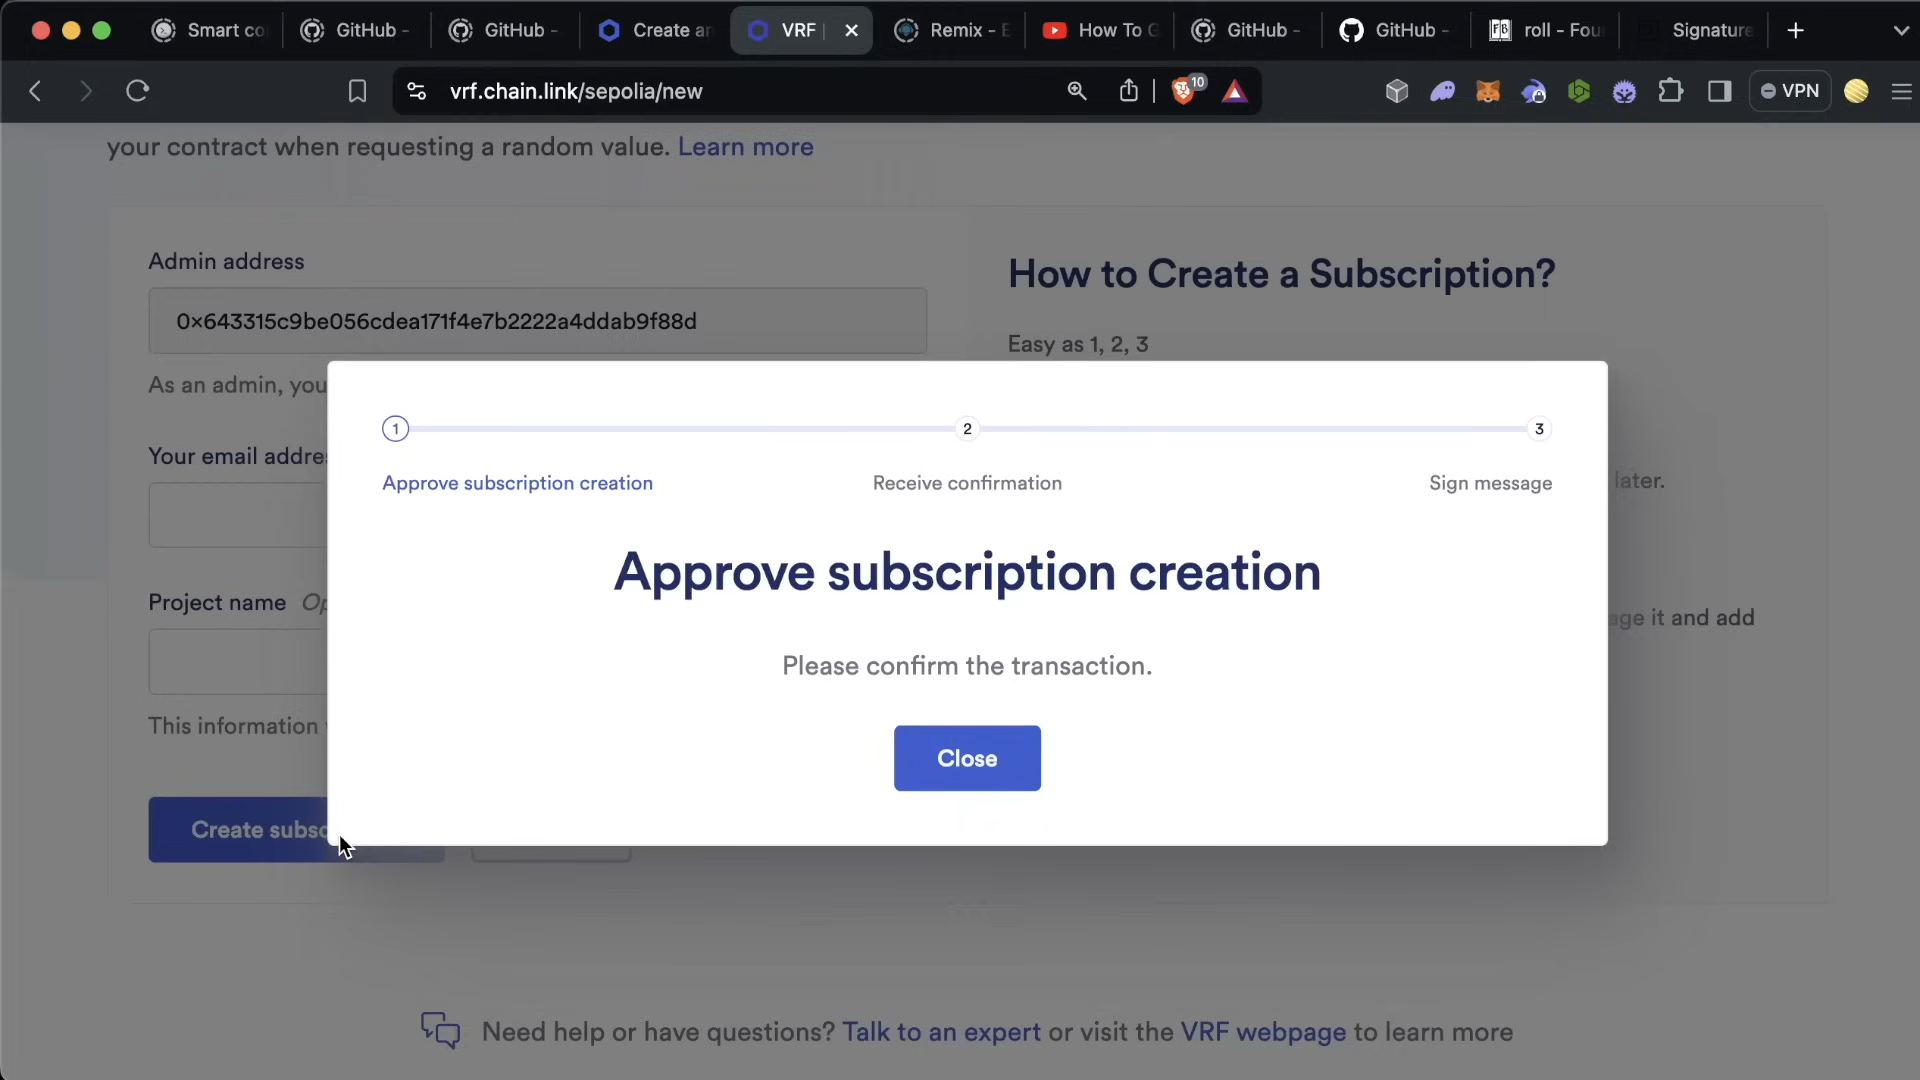 Smart co
GitHub -
GitHub -
Create an
VRF
Remix - E
How To G
GitHub -
GitHub -
roll - Fou
Signature
vrf.chain.link/sepolia/new
10
VPN
your contract when requesting a random value. Learn more
Admin address
0x643315c9be056cdea171f4e7b2222a4ddab9f88d
As an admin, you
Your email addres
Project name Op
This information
Create subsc
How to Create a Subscription?
Easy as 1, 2, 3
later.
age it and add
1
2
3
Approve subscription creation
Receive confirmation
Sign message
Approve subscription creation
Please confirm the transaction.
Close
Need help or have questions? Talk to an expert or visit the VRF webpage to learn more